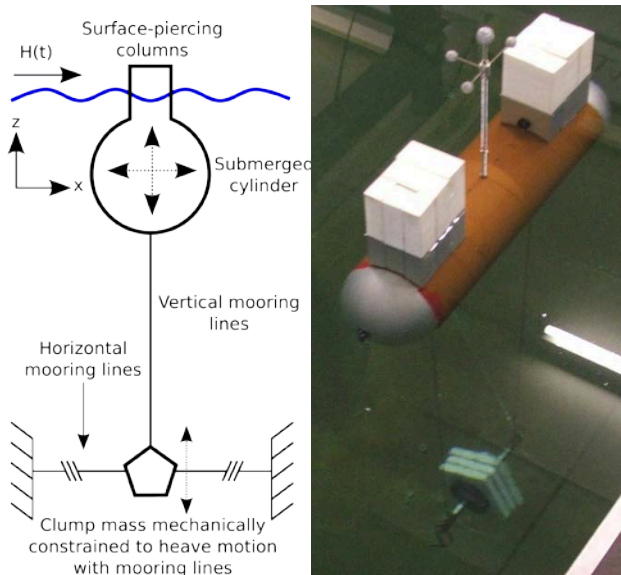 Surface-piercing
columns
H(t)
z
x
Submerged
cylinder
Vertical mooring
lines
Horizontal
mooring lines
Clump mass mechanically
constrained to heave motion
with mooring lines